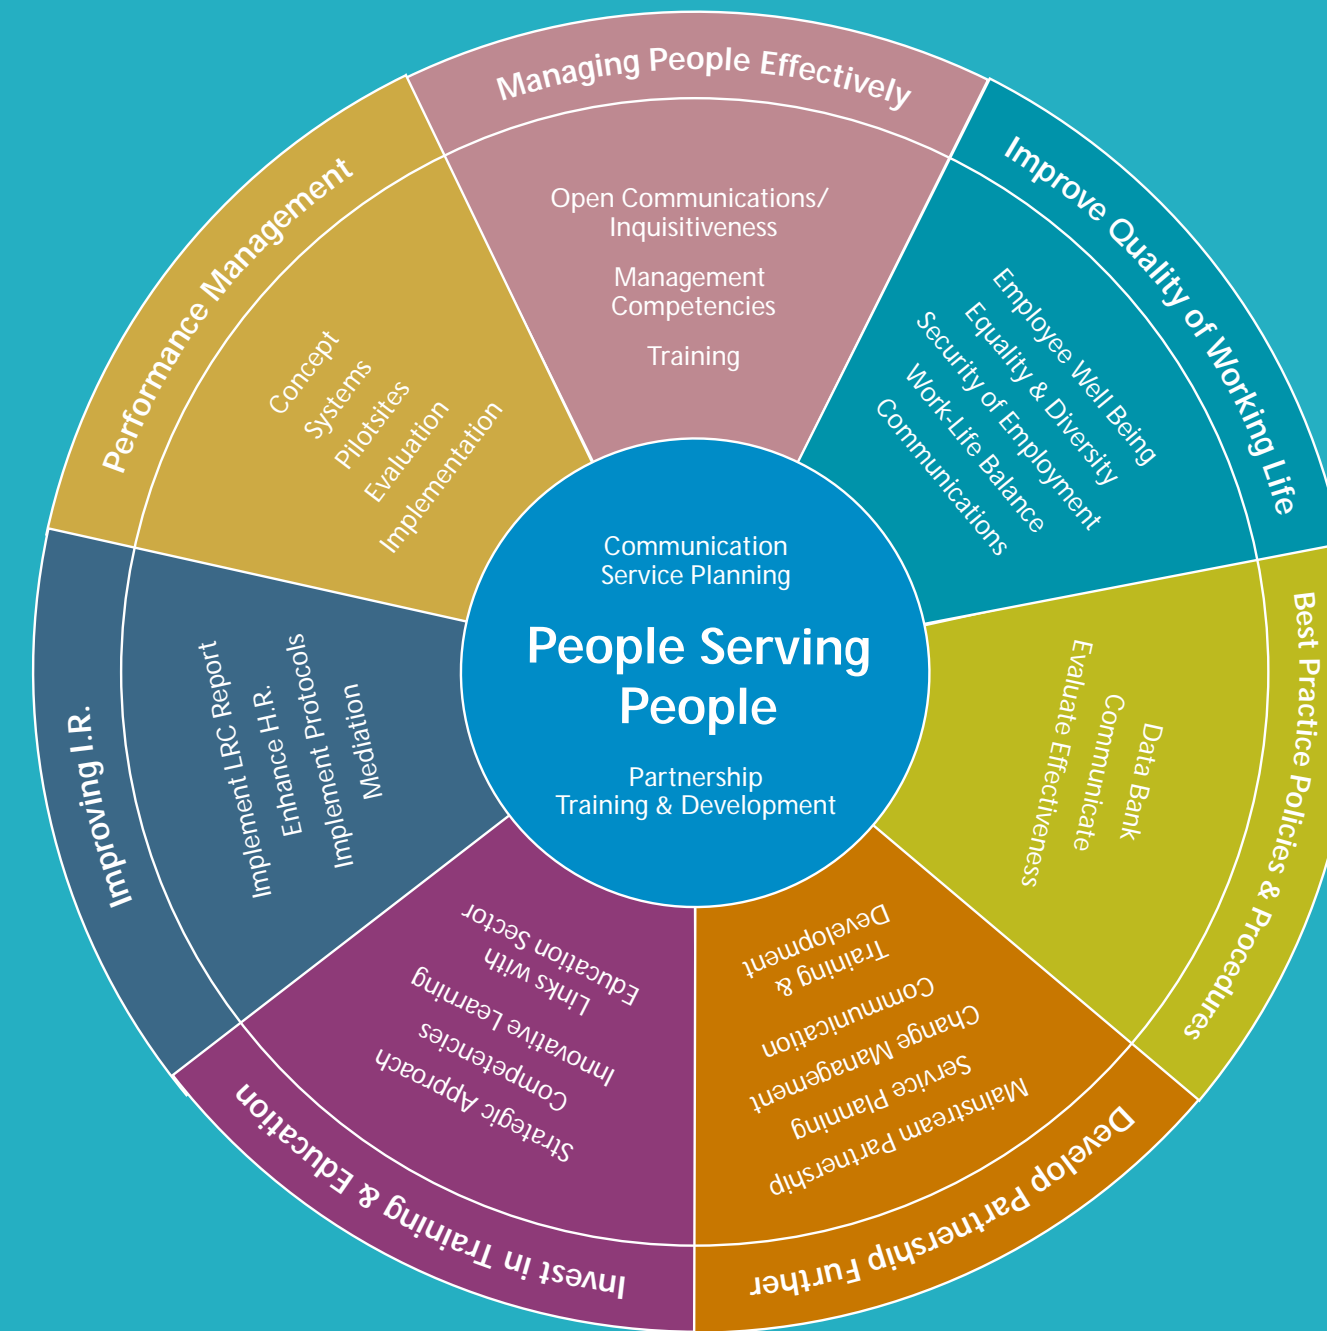 Managing People Effectively
Open Communications/
Inquisitiveness
Management
Competencies
Training
Improve Quality of Working Life
Employee Well Being
Equality & Diversity
Security of Employment
Work-Life Balance
Communications
Best Practice Policies & Procedures
Data Bank
Communicate
Evaluate Effectiveness
Develop Partnership Further
Mainstream Partnership
Service Planning
Change Management
Communication
Training &
Development
Invest in Training & Education
Strategic Approach
Competencies
Innovative Learning
Links with
Education Sector
Improving I.R.
Implement LRC Report
Enhance H.R.
Implement Protocols
Mediation
Performance Management
Concept
Systems
Pilotsites
Evaluation
Implementation
Communication
Service Planning
People Serving
People
Partnership
Training & Development